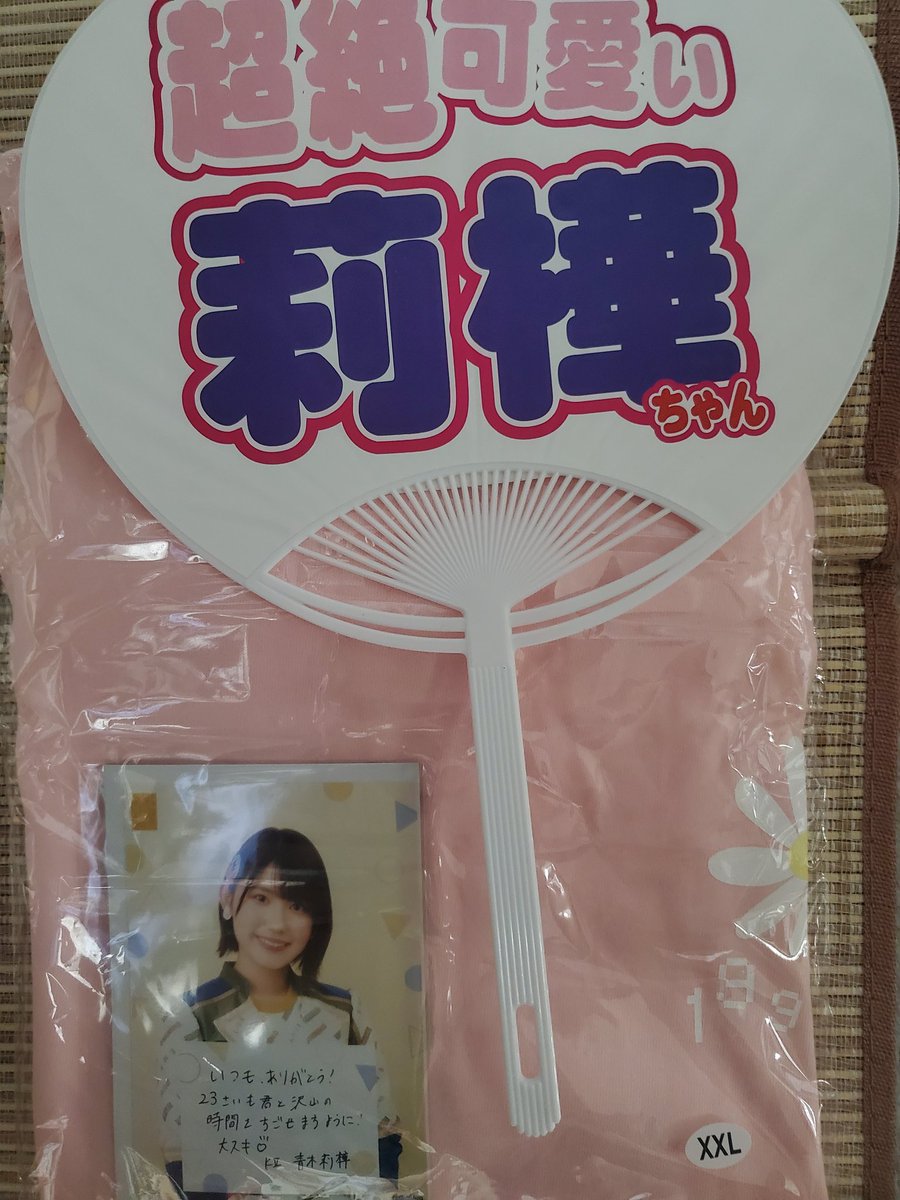 超絶可愛い
莉樺
ちゃん
いつも、ありがとう!
23さいも君と沢山の
時間をすごせますように!
大スキ♡
青木莉樺
199
XXL